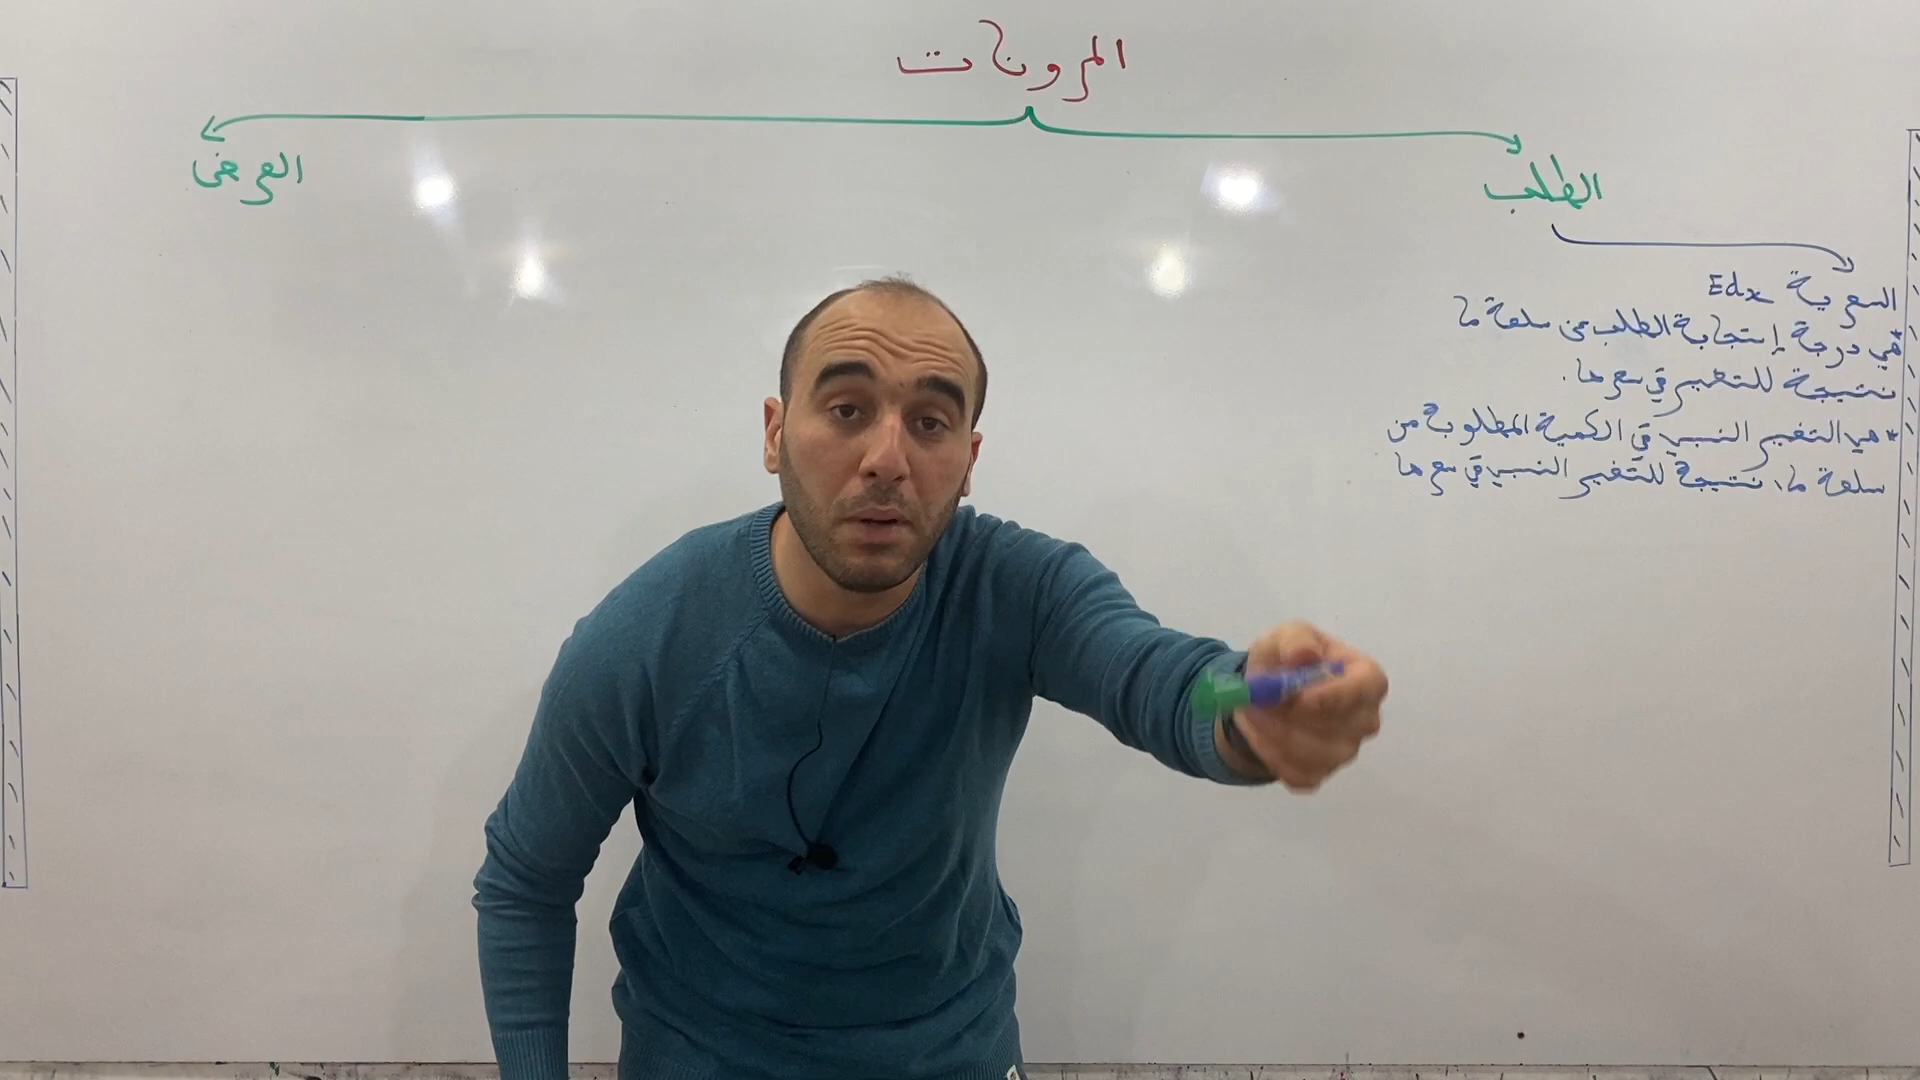 المرونات
الطلب
العرض
السعرية Edx
*هي درجة إستجابة الطلب عن سلعة ما
نتيجة للتغير في سعرها.
* هي التغير النسبي في الكمية المطلوبة من
سلعة ما، نتيجة للتغير النسبي في سعرها